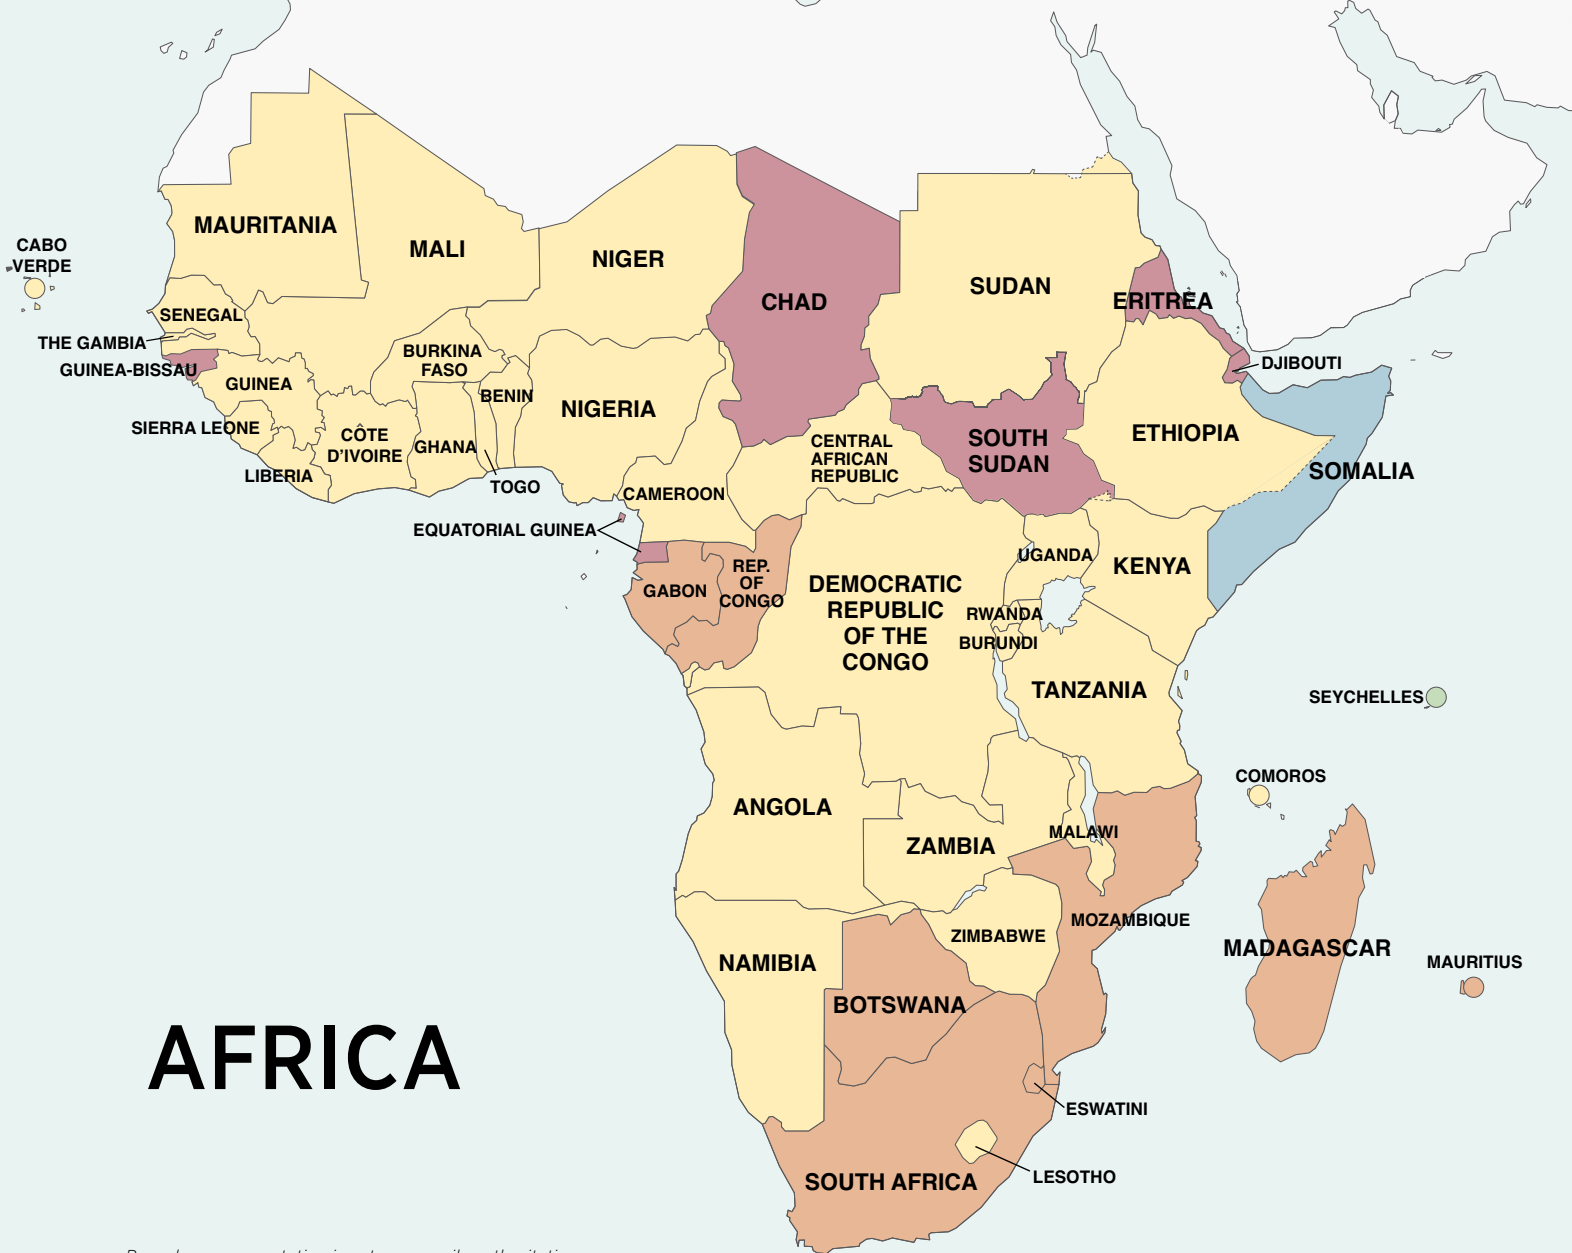 CABO
VERDE
MAURITANIA
MALI
NIGER
CHAD
SUDAN
ERITREA
SENEGAL
THE GAMBIA
GUINEA-BISSAU
GUINEA
SIERRA LEONE
LIBERIA
CÔTE
D'IVOIRE
BURKINA
FASO
GHANA
BENIN
TOGO
NIGERIA
DJIBOUTI
ETHIOPIA
SOMALIA
SOUTH
SUDAN
CENTRAL
AFRICAN
REPUBLIC
CAMEROON
EQUATORIAL GUINEA
GABON
REP.
OF
CONGO
DEMOCRATIC
REPUBLIC
OF THE
CONGO
UGANDA
KENYA
RWANDA
BURUNDI
TANZANIA
SEYCHELLES
COMOROS
ANGOLA
ZAMBIA
MALAWI
MOZAMBIQUE
ZIMBABWE
NAMIBIA
BOTSWANA
MADAGASCAR
MAURITIUS
AFRICA
ESWATINI
LESOTHO
SOUTH AFRICA